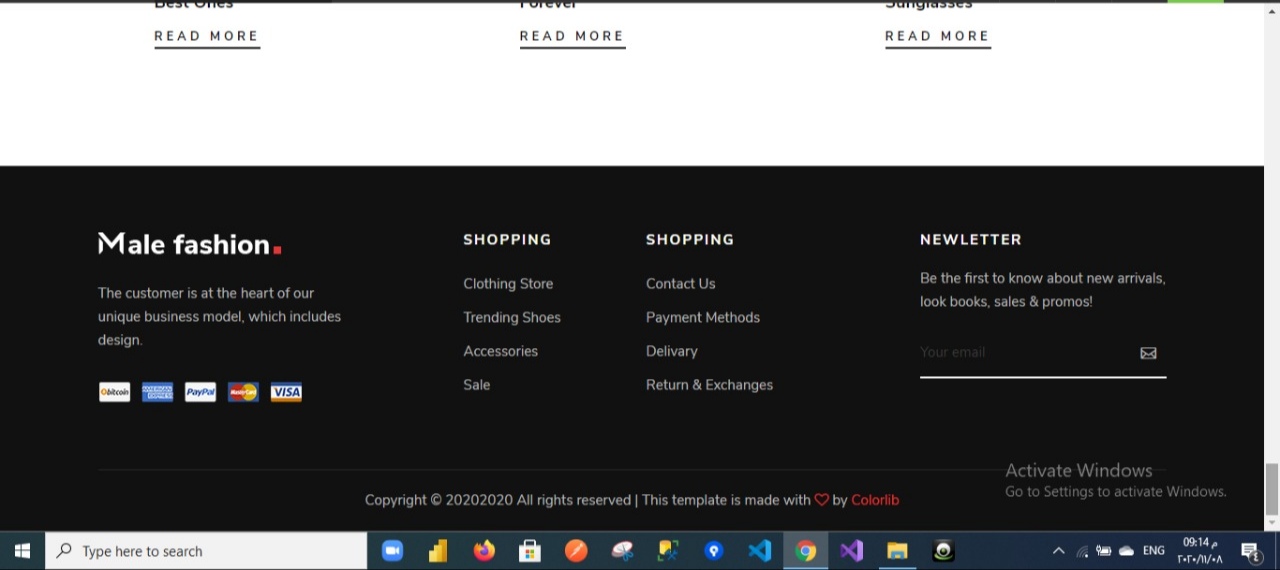 Best Ones
Forever
Sunglasses
READ MORE
READ MORE
READ MORE
Male fashion.
The customer is at the heart of our
unique business model, which includes
design.
bitcoin
PayPal
MasterCard
VISA
SHOPPING
Clothing Store
Trending Shoes
Accessories
Sale
SHOPPING
Contact Us
Payment Methods
Delivary
Return & Exchanges
NEWLETTER
Be the first to know about new arrivals,
look books, sales & promos!
Your email
Copyright © 20202020 All rights reserved | This template is made with ♡ by Colorlib
Activate Windows
Go to Settings to activate Windows.
Type here to search
ENG
09:14 م
٢٠٢٠/١١/٠٨
٤